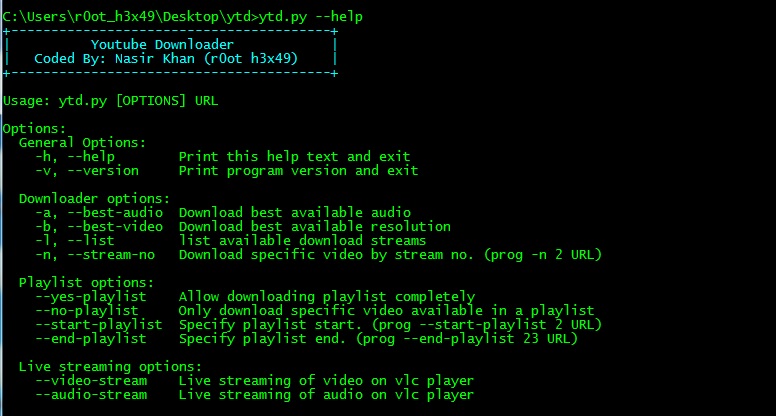 C:\Users\r0ot_h3x49\Desktop\ytd>ytd.py --help
+---------------------------------------+
|          Youtube Downloader            |
|   Coded By: Nasir Khan (r0ot h3x49)    |
+---------------------------------------+
Usage: ytd.py [OPTIONS] URL
Options:
  General Options:
    -h, --help        Print this help text and exit
    -v, --version     Print program version and exit
  Downloader options:
    -a, --best-audio  Download best available audio
    -b, --best-video  Download best available resolution
    -l, --list        list available download streams
    -n, --stream-no   Download specific video by stream no. (prog -n 2 URL)
  Playlist options:
    --yes-playlist    Allow downloading playlist completely
    --no-playlist     Only download specific video available in a playlist
    --start-playlist  Specify playlist start. (prog --start-playlist 2 URL)
    --end-playlist    Specify playlist end. (prog --end-playlist 23 URL)
  Live streaming options:
    --video-stream    Live streaming of video on vlc player
    --audio-stream    Live streaming of audio on vlc player